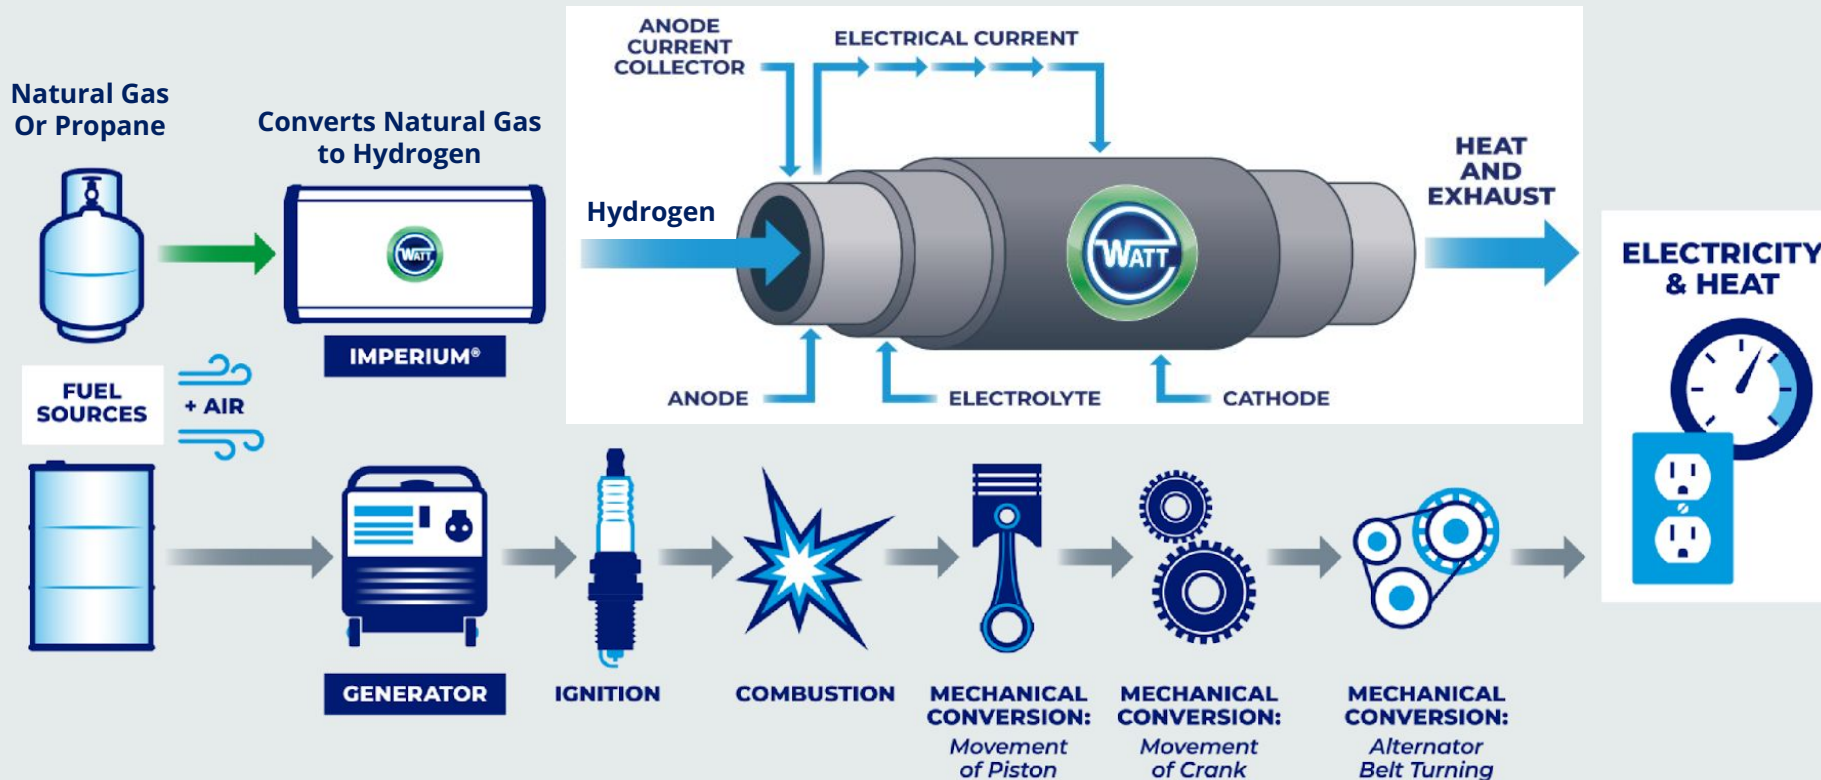 Natural Gas
Or Propane
Converts Natural Gas
to Hydrogen
WATT
IMPERIUM®
ANODE
CURRENT
COLLECTOR
ELECTRICAL CURRENT
Hydrogen
WATT
HEAT
AND
EXHAUST
ANODE
ELECTROLYTE
CATHODE
ELECTRICITY
& HEAT
FUEL
SOURCES
+ AIR
GENERATOR
IGNITION
COMBUSTION
MECHANICAL
CONVERSION:
Movement
of Piston
MECHANICAL
CONVERSION:
Movement
of Crank
MECHANICAL
CONVERSION:
Alternator
Belt Turning